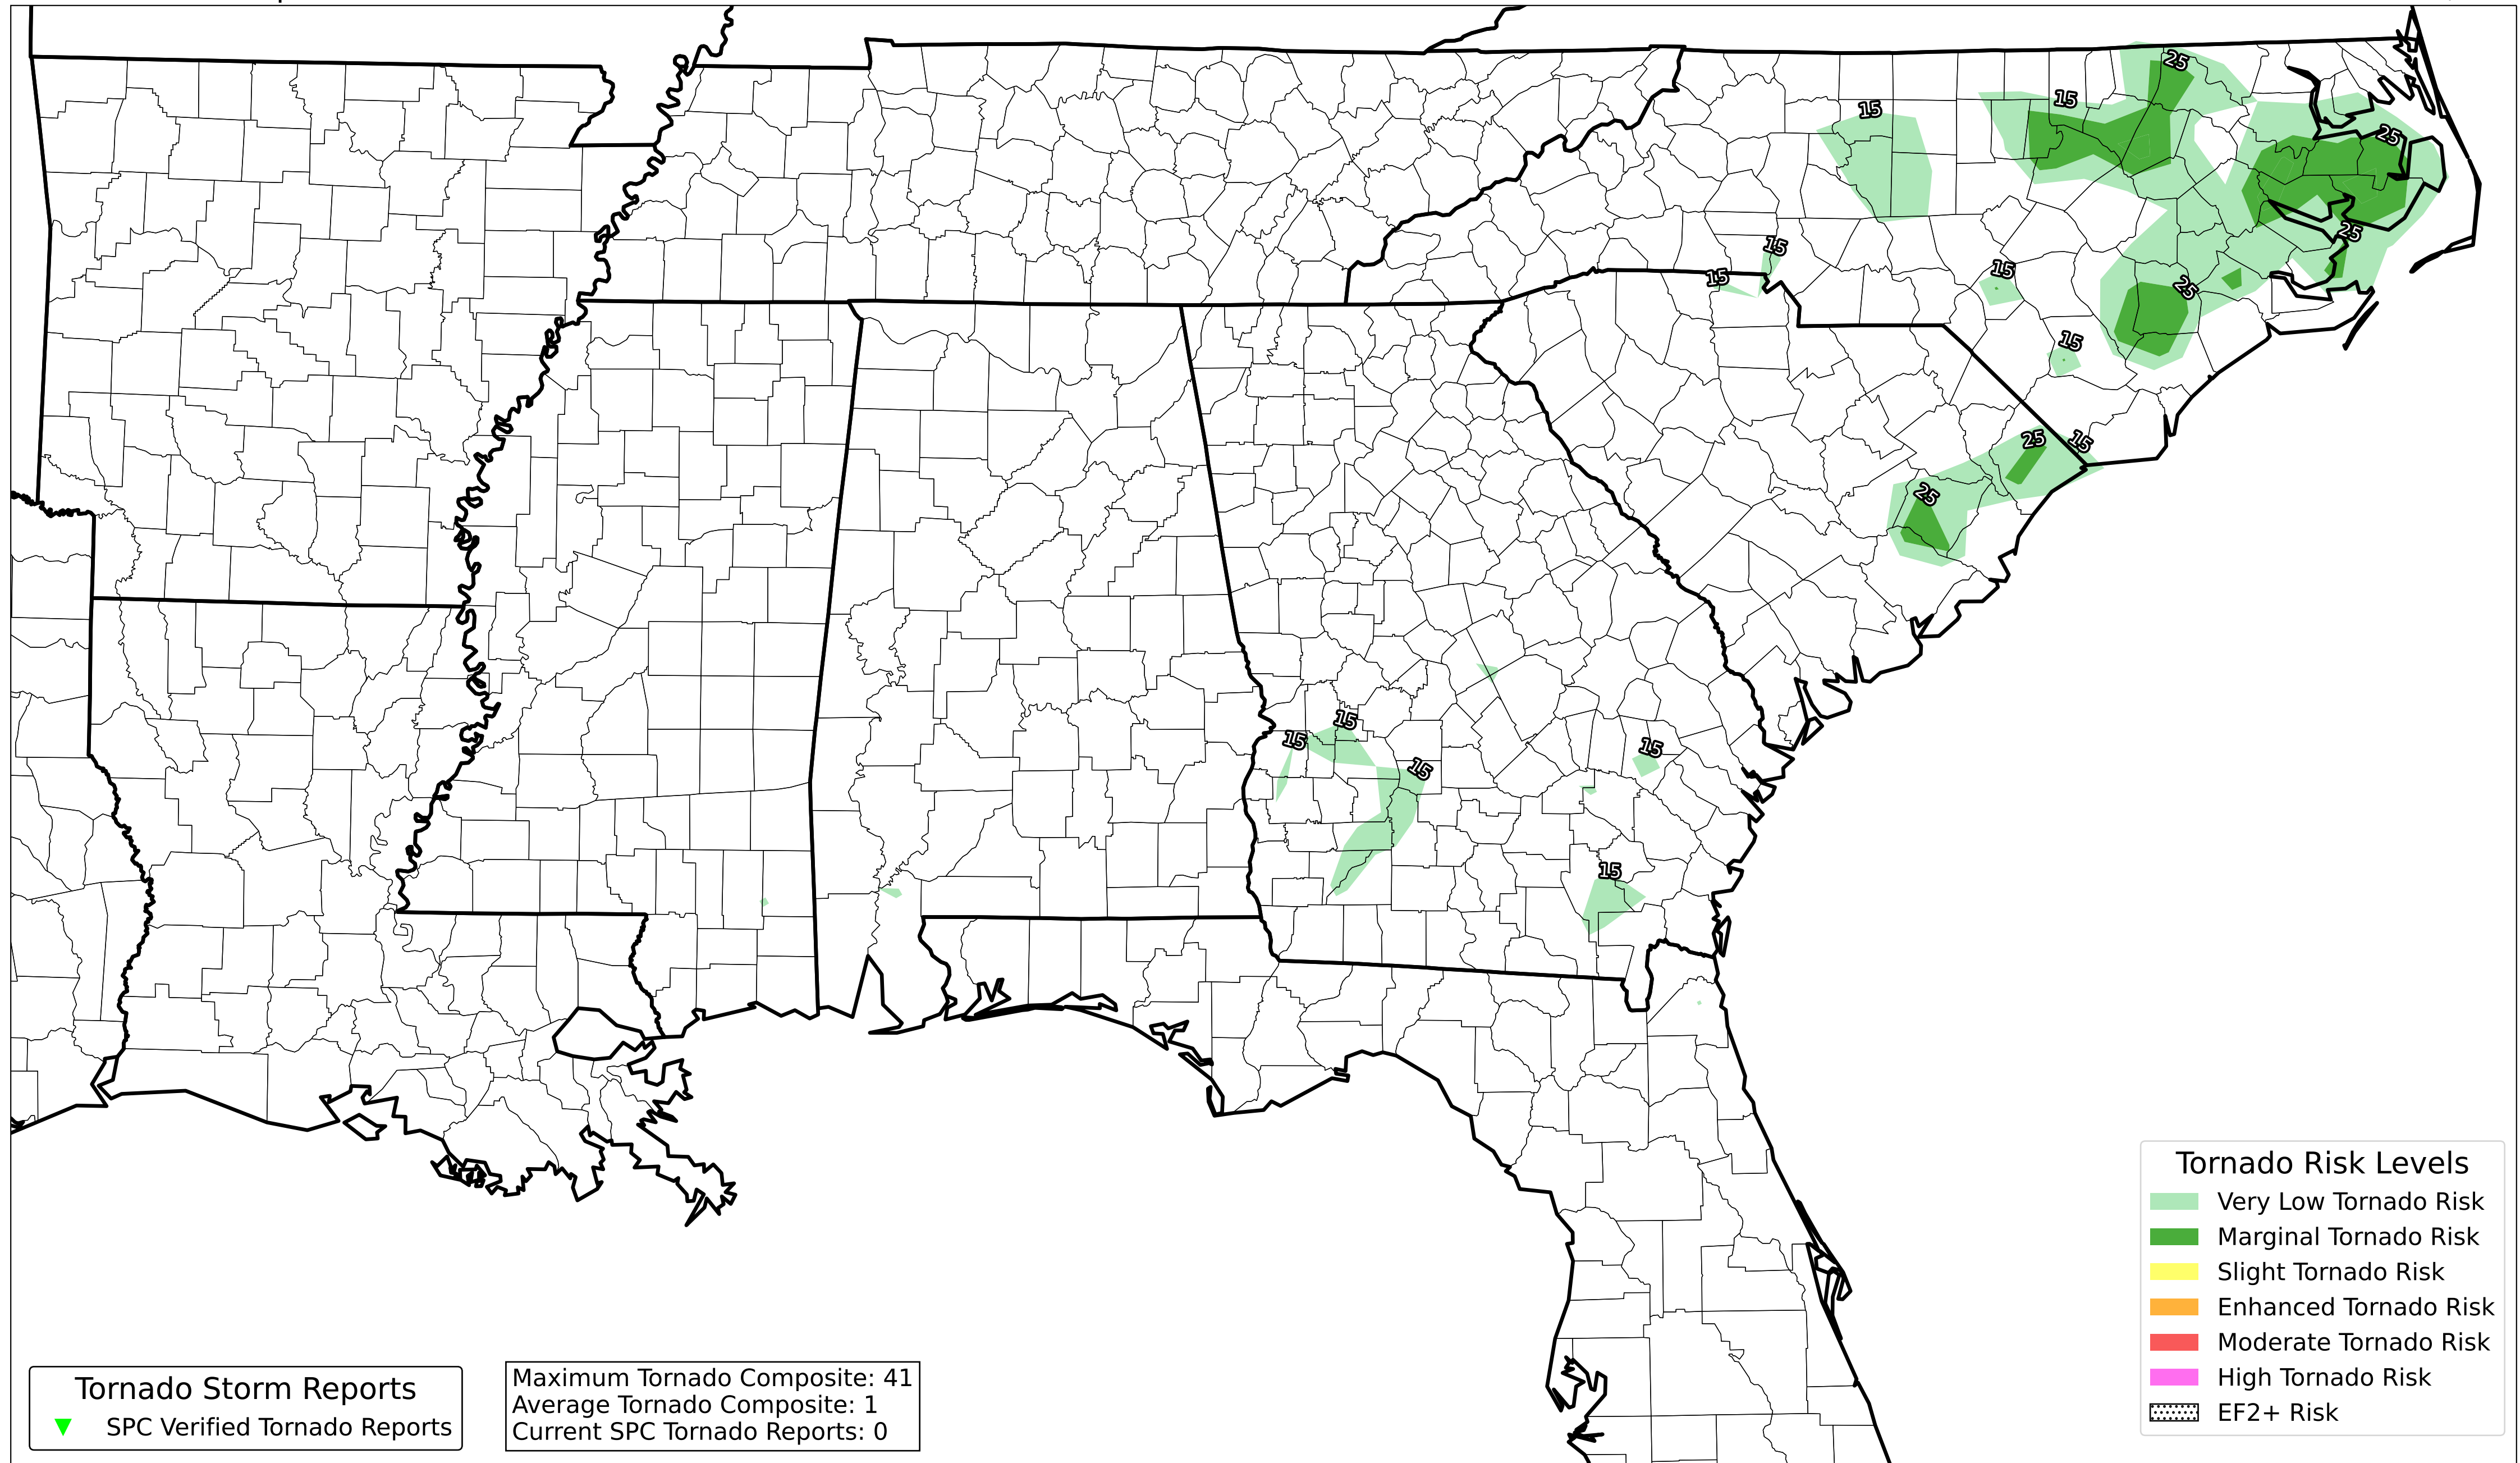 25
15
15
25
25
15
15
15
25
15
25
15
25
15
15
15
15
15
Tornado Risk Levels
Very Low Tornado Risk
Marginal Tornado Risk
Slight Tornado Risk
Enhanced Tornado Risk
Moderate Tornado Risk
High Tornado Risk
EF2+ Risk
Tornado Storm Reports
SPC Verified Tornado Reports
Maximum Tornado Composite: 41
Average Tornado Composite: 1
Current SPC Tornado Reports: 0